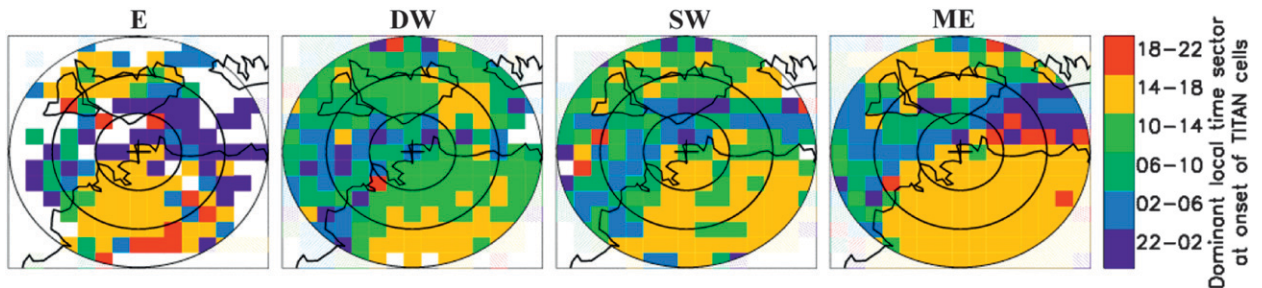 E
DW
SW
ME
18-22
14-18
10-14
06-10
02-06
22-02
Dominant local time sector
at onset of TITAN cells